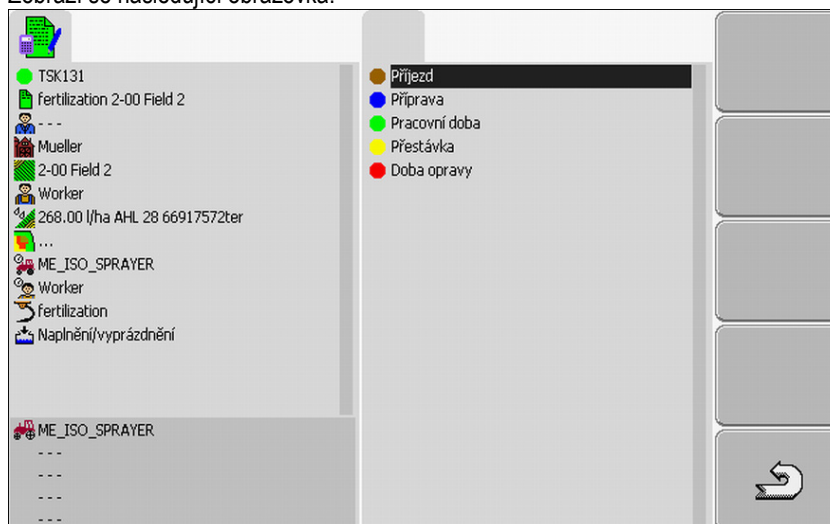 Zobrazí se následující obrazovka:
TSK131
fertilization 2-00 Field 2
---
Mueller
2-00 Field 2
Worker
268.00 l/ha AHL 28 66917572ter
...
ME_ISO_SPRAYER
Worker
fertilization
Naplnění/vyprázdnění
ME_ISO_SPRAYER
---
---
---
---
Příjezd
Příprava
Pracovní doba
Přestávka
Doba opravy